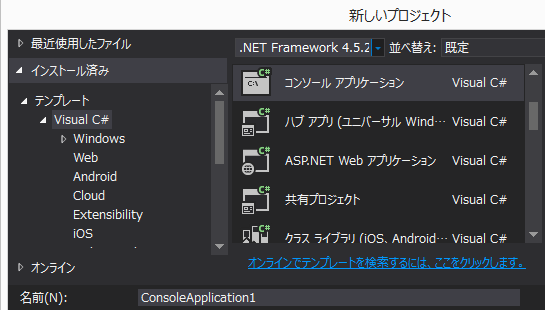 新しいプロジェクト
最近使用したファイル
インストール済み
テンプレート
Visual C#
Windows
Web
Android
Cloud
Extensibility
iOS
オンライン
.NET Framework 4.5.2
並べ替え: 既定
コンソール アプリケーション Visual C#
ハブ アプリ (ユニバーサル Wind... Visual C#
ASP.NET Web アプリケーション Visual C#
共有プロジェクト Visual C#
クラス ライブラリ (iOS、Android... Visual C#
オンラインでテンプレートを検索するには、ここをクリックします。
名前(N): ConsoleApplication1